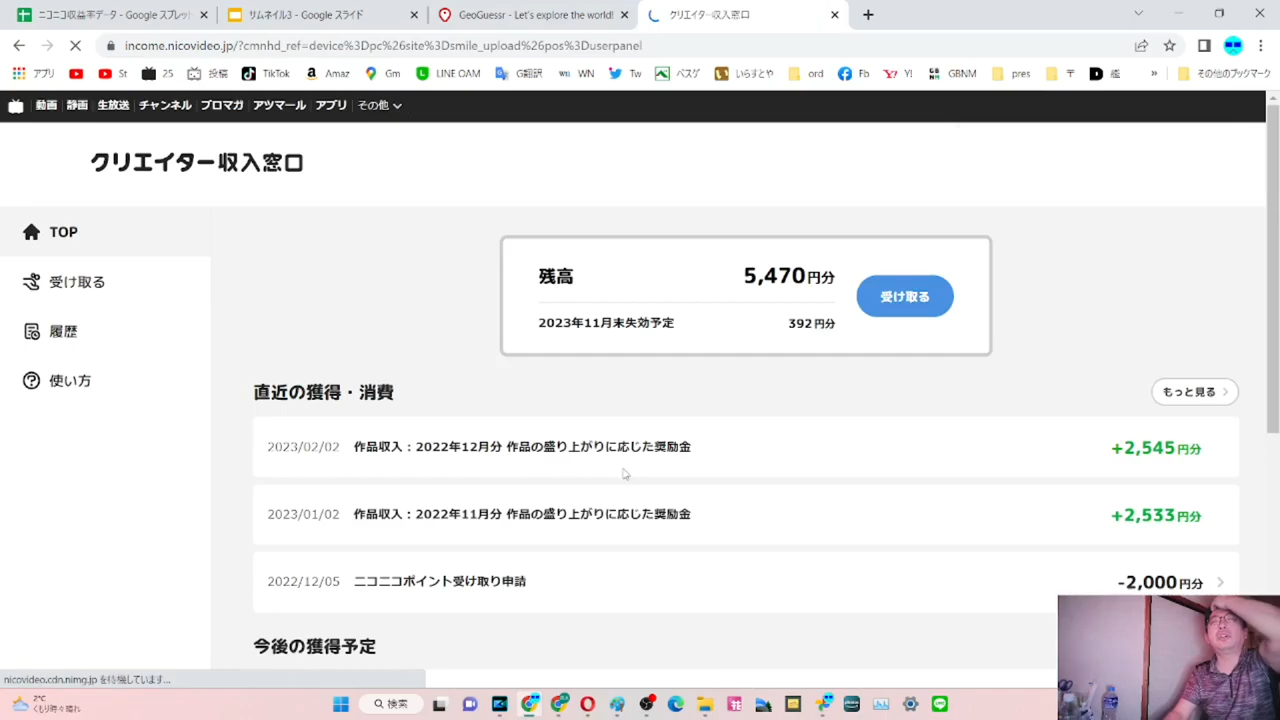 ニコニコ収益率データ - Google スプレッ
サムネイル3 - Google スライド
GeoGuessr - Let's explore the world!
クリエイター収入窓口
income.nicovideo.jp/?cmnhd_ref=device%3Dpc%26site%3Dsmile_upload%26pos%3Duserpanel
アプリ St 25 投稿 TikTok Amaz Gm LINE OAM G翻訳 WN Tw バスゲ いらすとや ord Fb Y! GBNM pres 〒 艦 » その他のブックマーク
動画 静画 生放送 チャンネル ブロマガ アツマール アプリ その他
クリエイター収入窓口
TOP
受け取る
履歴
使い方
残高 5,470円分
受け取る
2023年11月末失効予定 392円分
直近の獲得・消費
もっと見る
2023/02/02 作品収入：2022年12月分 作品の盛り上がりに応じた奨励金 +2,545円分
2023/01/02 作品収入：2022年11月分 作品の盛り上がりに応じた奨励金 +2,533円分
2022/12/05 ニコニコポイント受け取り申請 -2,000円分
今後の獲得予定
nicovideo.cdn.nimg.jp を待機しています...
2℃
くもり時々晴れ
検索